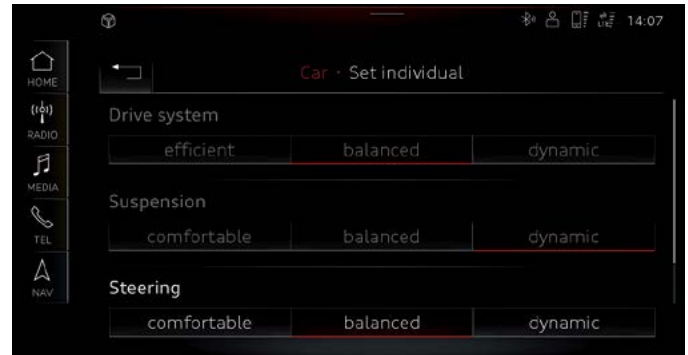 LTE 14:07
HOME
Car · Set individual
RADIO
Drive system
efficient balanced dynamic
MEDIA
Suspension
TEL
comfortable balanced dynamic
NAV
Steering
comfortable balanced dynamic